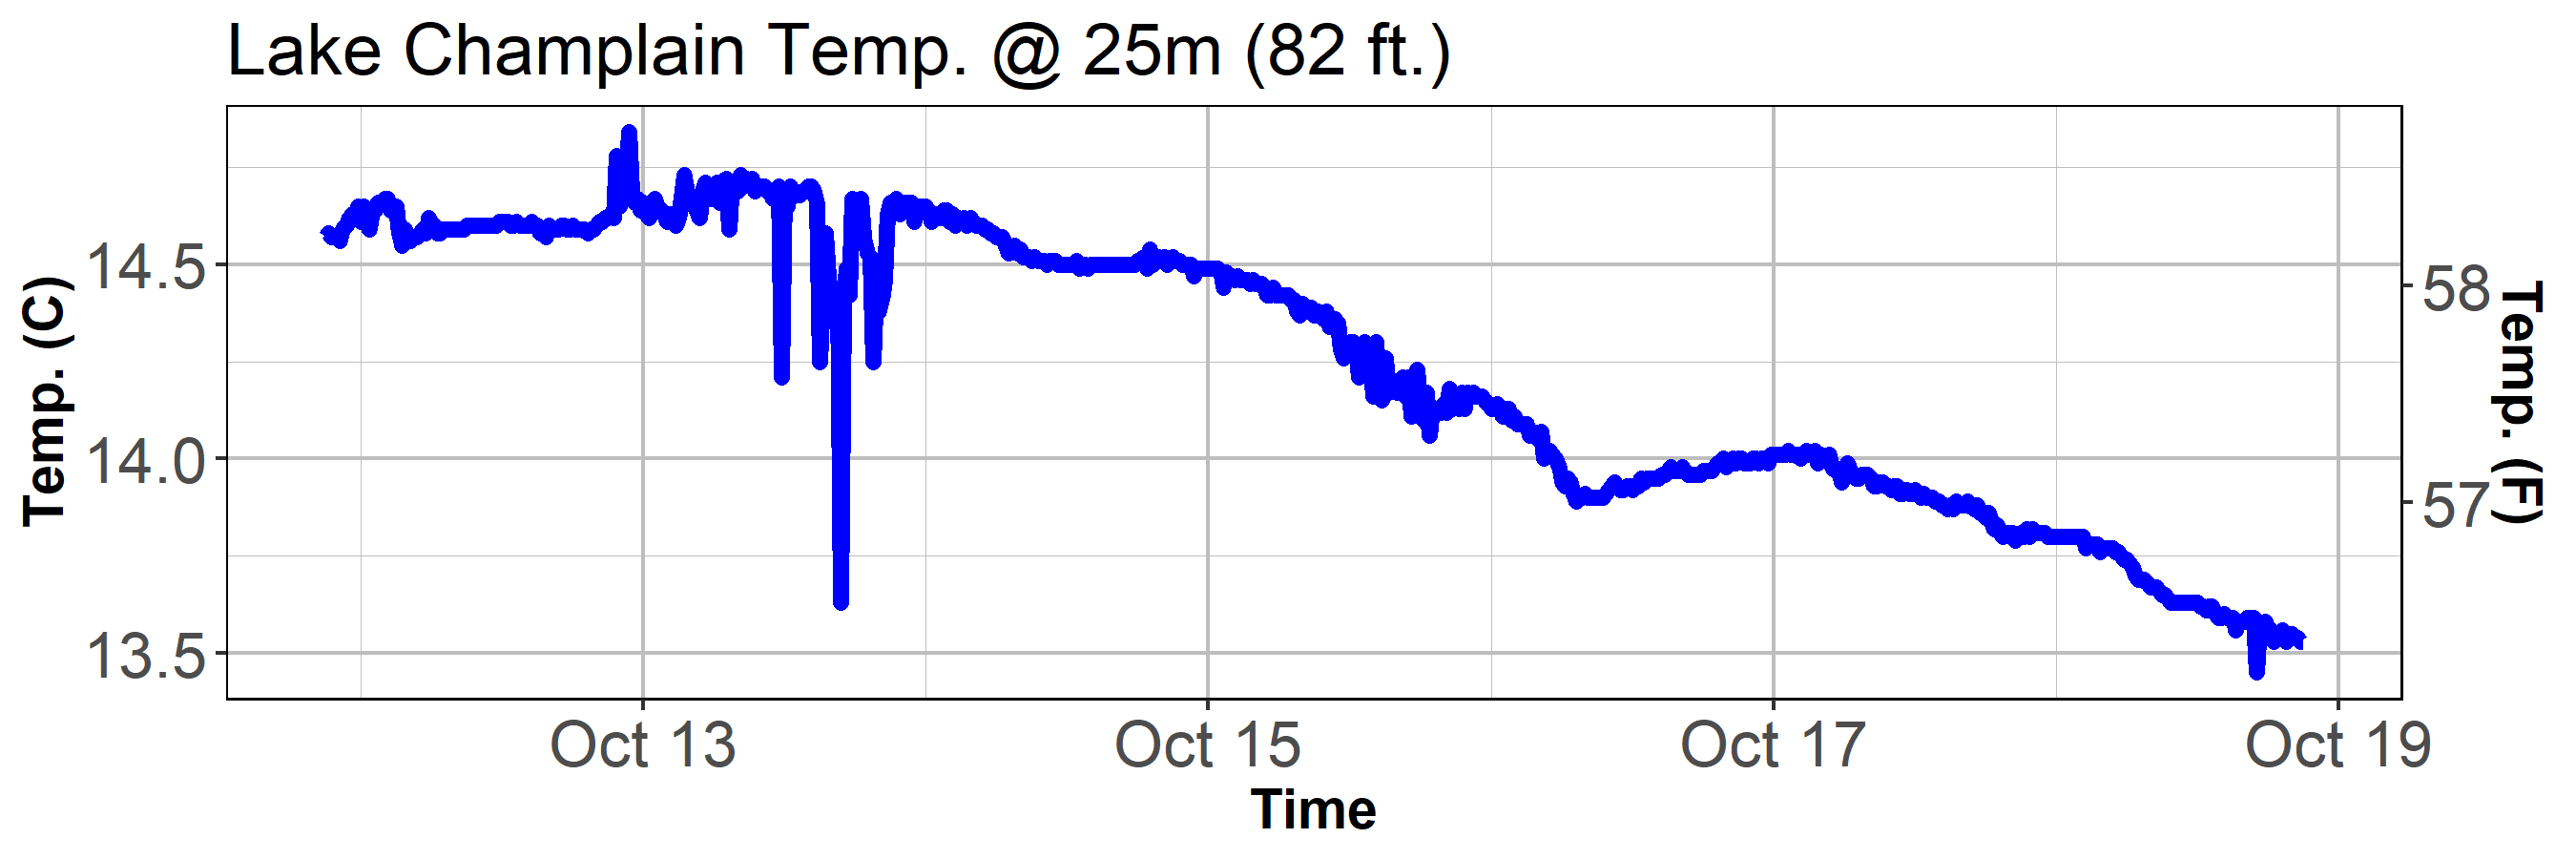 Lake Champlain Temp. @ 25m (82 ft.)
Temp. (C)
14.5
14.0
13.5
58
57
Temp. (F)
Oct 13 Oct 15 Oct 17 Oct 19
Time